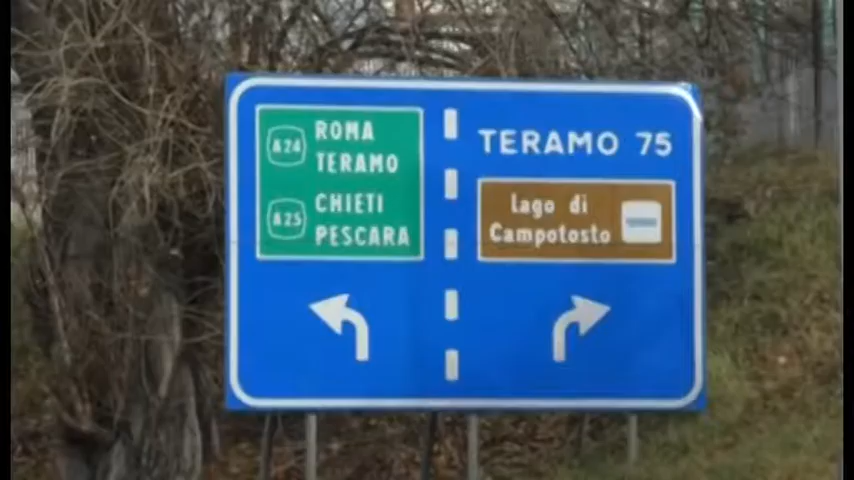 A24 ROMA
TERAMO
A25 CHIETI
PESCARA
TERAMO 75
Lago di
Campotosto